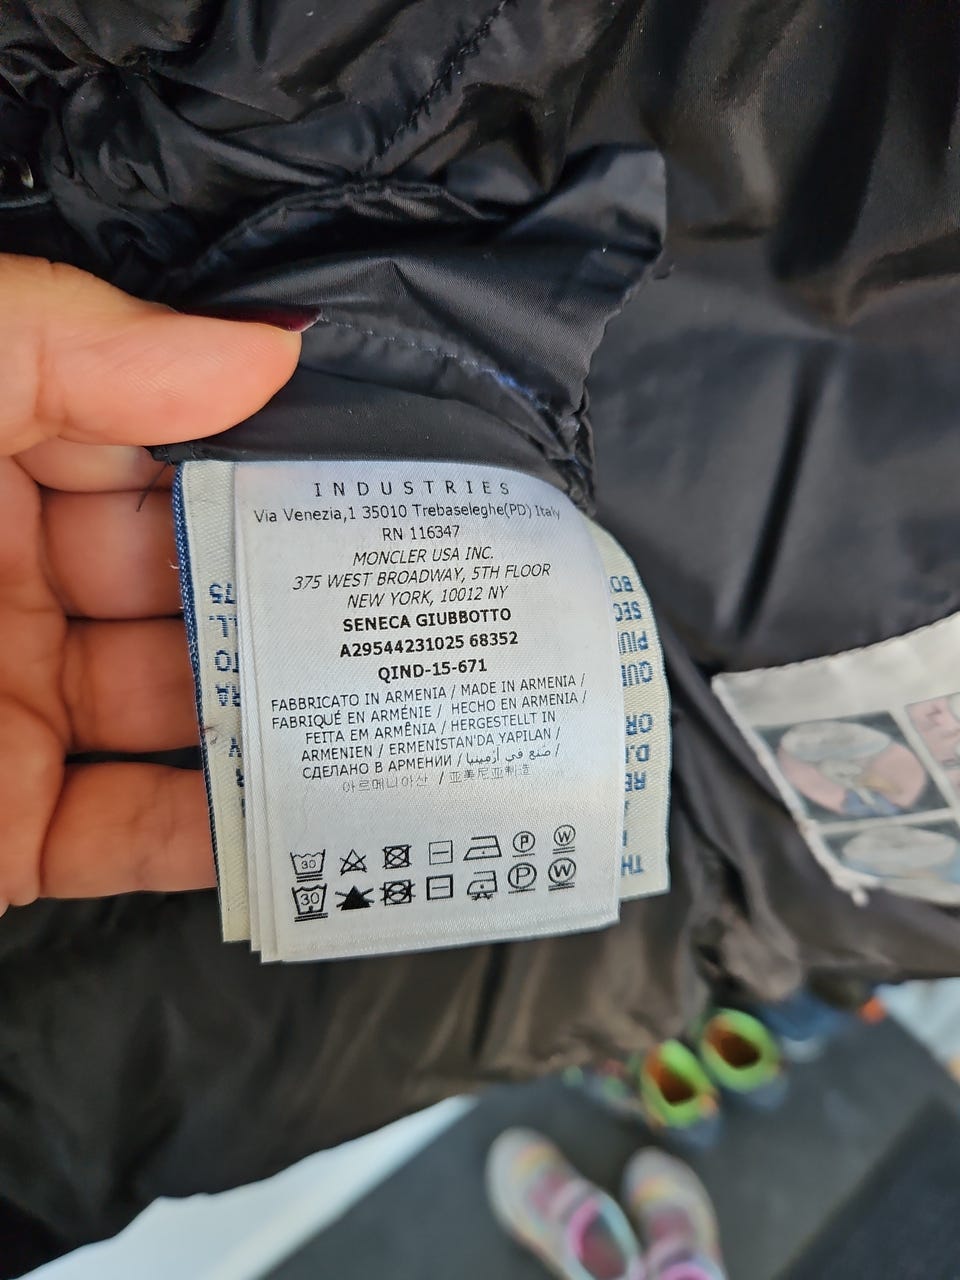 INDUSTRIES
Via Venezia,1 35010 Trebaseleghe(PD) Italy
RN 116347
MONCLER USA INC.
375 WEST BROADWAY, 5TH FLOOR
NEW YORK, 10012 NY
SENECA GIUBBOTTO
A29544231025 68352
QIND-15-671
FABBRICATO IN ARMENIA / MADE IN ARMENIA /
FABRIQUÉ EN ARMÉNIE / HECHO EN ARMENIA /
FEITA EM ARMÊNIA / HERGESTELLT IN
ARMENIEN / ERMENISTAN'DA YAPILAN /
СДЕЛАНО В АРМЕНИИ / صنع في أرمينيا /
아르메니아산 / 亚美尼亚制造
30 P W
30 P W